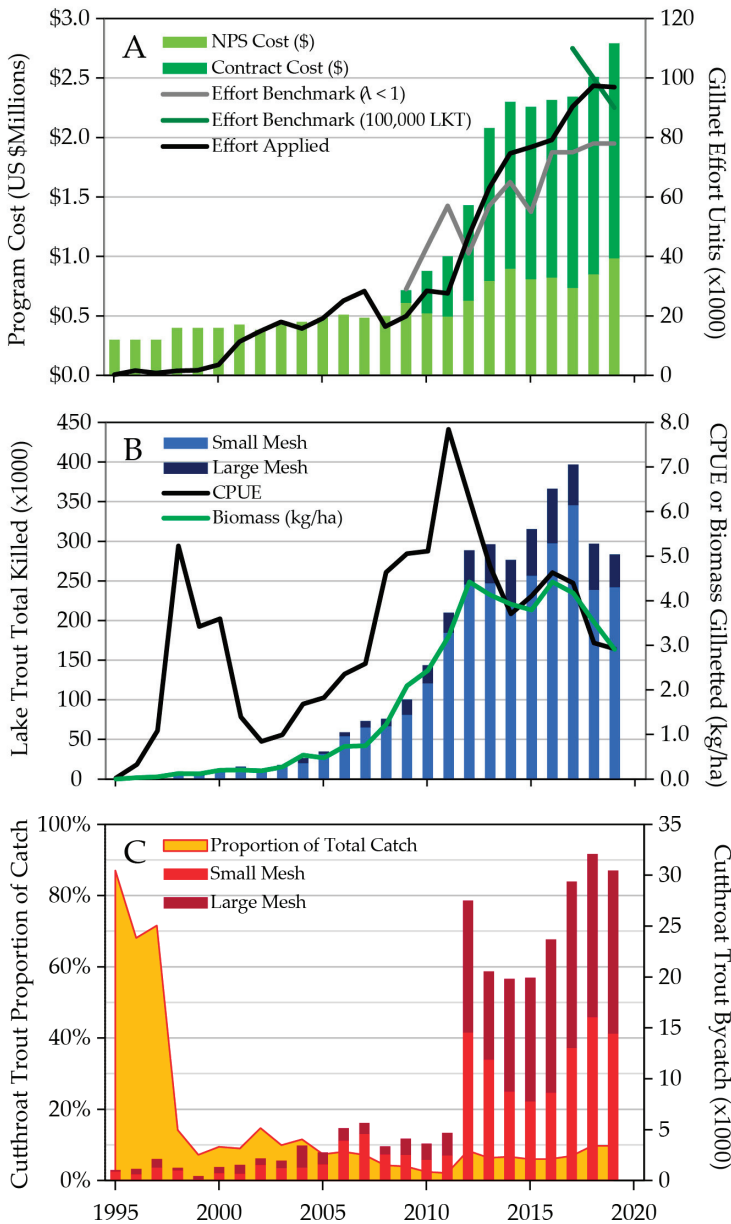 A
NPS Cost ($)
Contract Cost ($)
Effort Benchmark (λ < 1)
Effort Benchmark (100,000 LKT)
Effort Applied
Program Cost (US $Millions)
$3.0
$2.5
$2.0
$1.5
$1.0
$0.5
$0.0
120
100
80
60
40
20
0
Gillnet Effort Units (x1000)
B
Small Mesh
Large Mesh
CPUE
Biomass (kg/ha)
Lake Trout Total Killed (x1000)
450
400
350
300
250
200
150
100
50
0
8.0
7.0
6.0
5.0
4.0
3.0
2.0
1.0
0.0
CPUE or Biomass Gillnetted (kg/ha)
C
Proportion of Total Catch
Small Mesh
Large Mesh
Cutthroat Trout Proportion of Catch
100%
80%
60%
40%
20%
0%
35
30
25
20
15
10
5
0
Cutthroat Trout Bycatch (x1000)
1995 2000 2005 2010 2015 2020